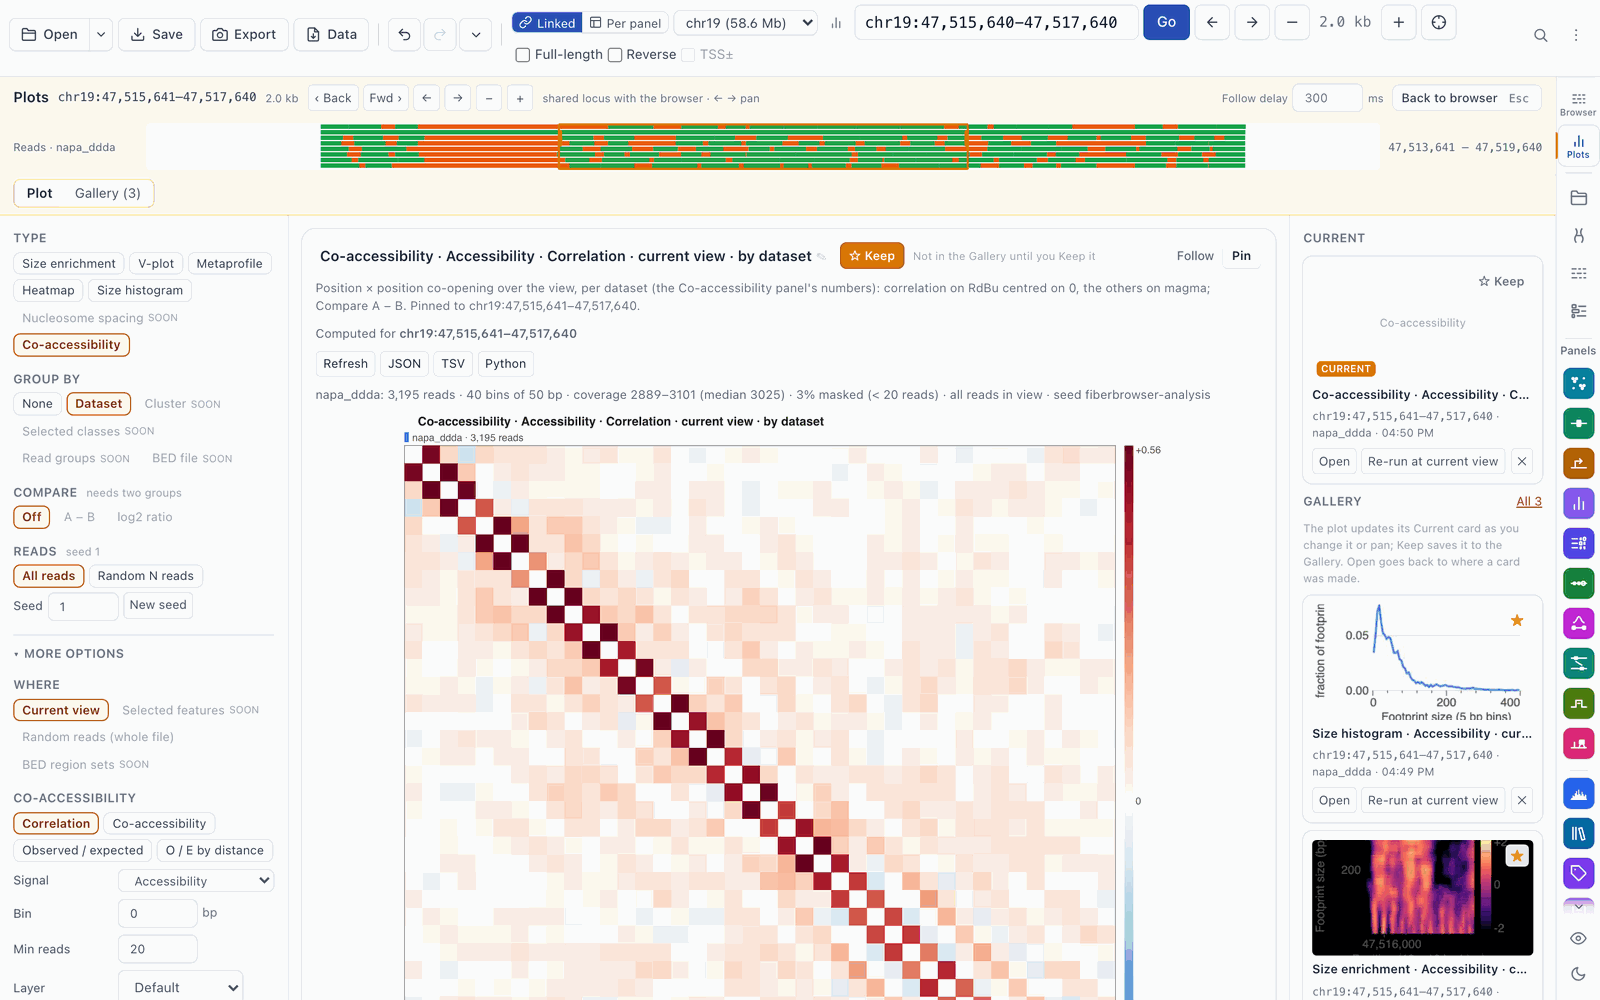 Open
Save
Export
Data
Linked
Per panel
chr19 (58.6 Mb)
chr19:47,515,640–47,517,640
Go
2.0 kb
Full-length
Reverse
TSS±
Plots
chr19:47,515,641–47,517,640
2.0 kb
‹ Back
Fwd ›
←
→
−
+
shared locus with the browser · ← → pan
Follow delay
300
ms
Back to browser Esc
Browser
Plots
Reads · napa_ddda
47,513,641 – 47,519,640
Plot
Gallery (3)
TYPE
Size enrichment
V-plot
Metaprofile
Heatmap
Size histogram
Nucleosome spacing SOON
Co-accessibility
GROUP BY
None
Dataset
Cluster SOON
Selected classes SOON
Read groups SOON
BED file SOON
COMPARE needs two groups
Off
A − B
log2 ratio
READS seed 1
All reads
Random N reads
Seed
1
New seed
▾ MORE OPTIONS
WHERE
Current view
Selected features SOON
Random reads (whole file)
BED region sets SOON
CO-ACCESSIBILITY
Correlation
Co-accessibility
Observed / expected
O / E by distance
Signal
Accessibility
Bin
0
bp
Min reads
20
Layer
Default
Co-accessibility · Accessibility · Correlation · current view · by dataset
☆ Keep
Not in the Gallery until you Keep it
Follow
Pin
Position × position co-opening over the view, per dataset (the Co-accessibility panel's numbers): correlation on RdBu centred on 0, the others on magma;
Compare A − B. Pinned to chr19:47,515,641–47,517,640.
Computed for chr19:47,515,641–47,517,640
Refresh
JSON
TSV
Python
napa_ddda: 3,195 reads · 40 bins of 50 bp · coverage 2889–3101 (median 3025) · 3% masked (< 20 reads) · all reads in view · seed fiberbrowser-analysis
Co-accessibility · Accessibility · Correlation · current view · by dataset
napa_ddda · 3,195 reads
+0.56
0
CURRENT
☆ Keep
Co-accessibility
CURRENT
Co-accessibility · Accessibility · C...
chr19:47,515,641–47,517,640 ·
napa_ddda · 04:50 PM
Open
Re-run at current view
×
GALLERY
All 3
The plot updates its Current card as you
change it or pan; Keep saves it to the
Gallery. Open goes back to where a card
was made.
fraction of footprin
0.05
0.00
0
200
400
Footprint size (5 bp bins)
Size histogram · Accessibility · cur...
chr19:47,515,641–47,517,640 ·
napa_ddda · 04:49 PM
Open
Re-run at current view
×
Footprint size (bp
200
+2
0
-2
47,516,000
Size enrichment · Accessibility · c...
chr19:47,515,641–47,517,640 ·
Panels